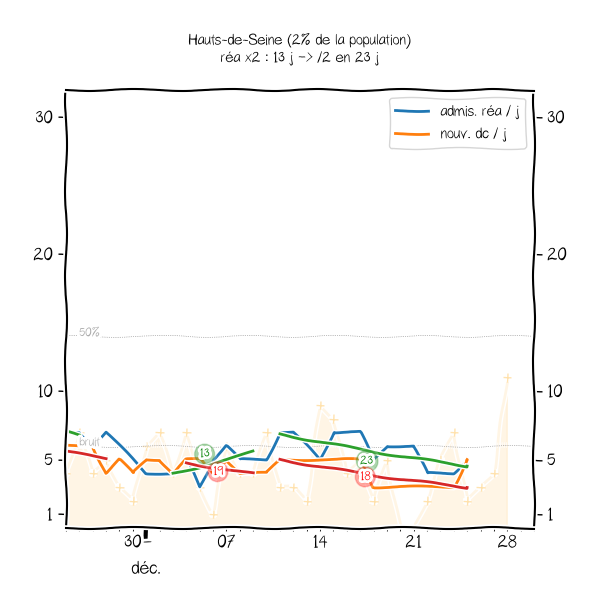 Hauts-de-Seine (2% de la population)
réa x2 : 13 j -> /2 en 23 j
admis. réa / j
nouv. dc / j
30 30
20 20
50%
10 10
bruit
13 23
5 5
19 18
1 1
30 07 14 21 28
déc.